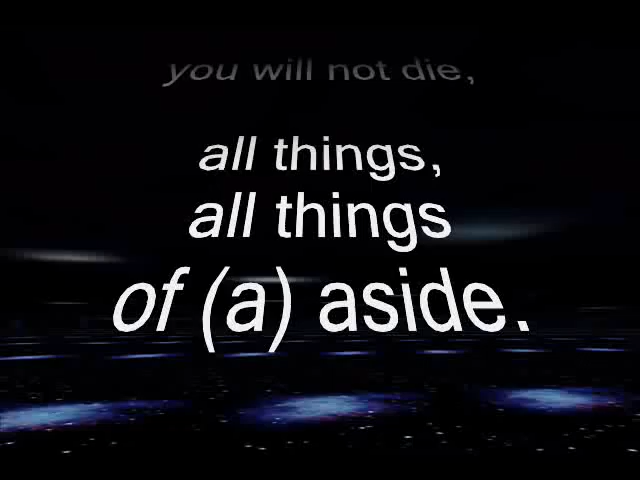 you will not die,
all things,
all things
of (a) aside.